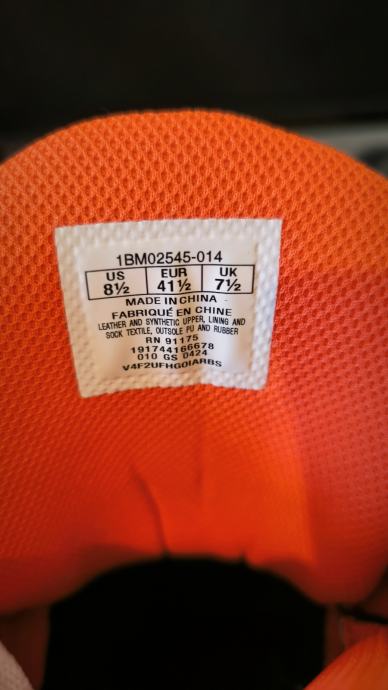 1BM02545-014
US EUR UK
8½ 41½ 7½
MADE IN CHINA
FABRIQUÉ EN CHINE
LEATHER AND SYNTHETIC UPPER, LINING AND
SOCK TEXTILE, OUTSOLE PU AND RUBBER
RN 91175
191744166678
010 GS 0424
V4F2UFHG0IARBS